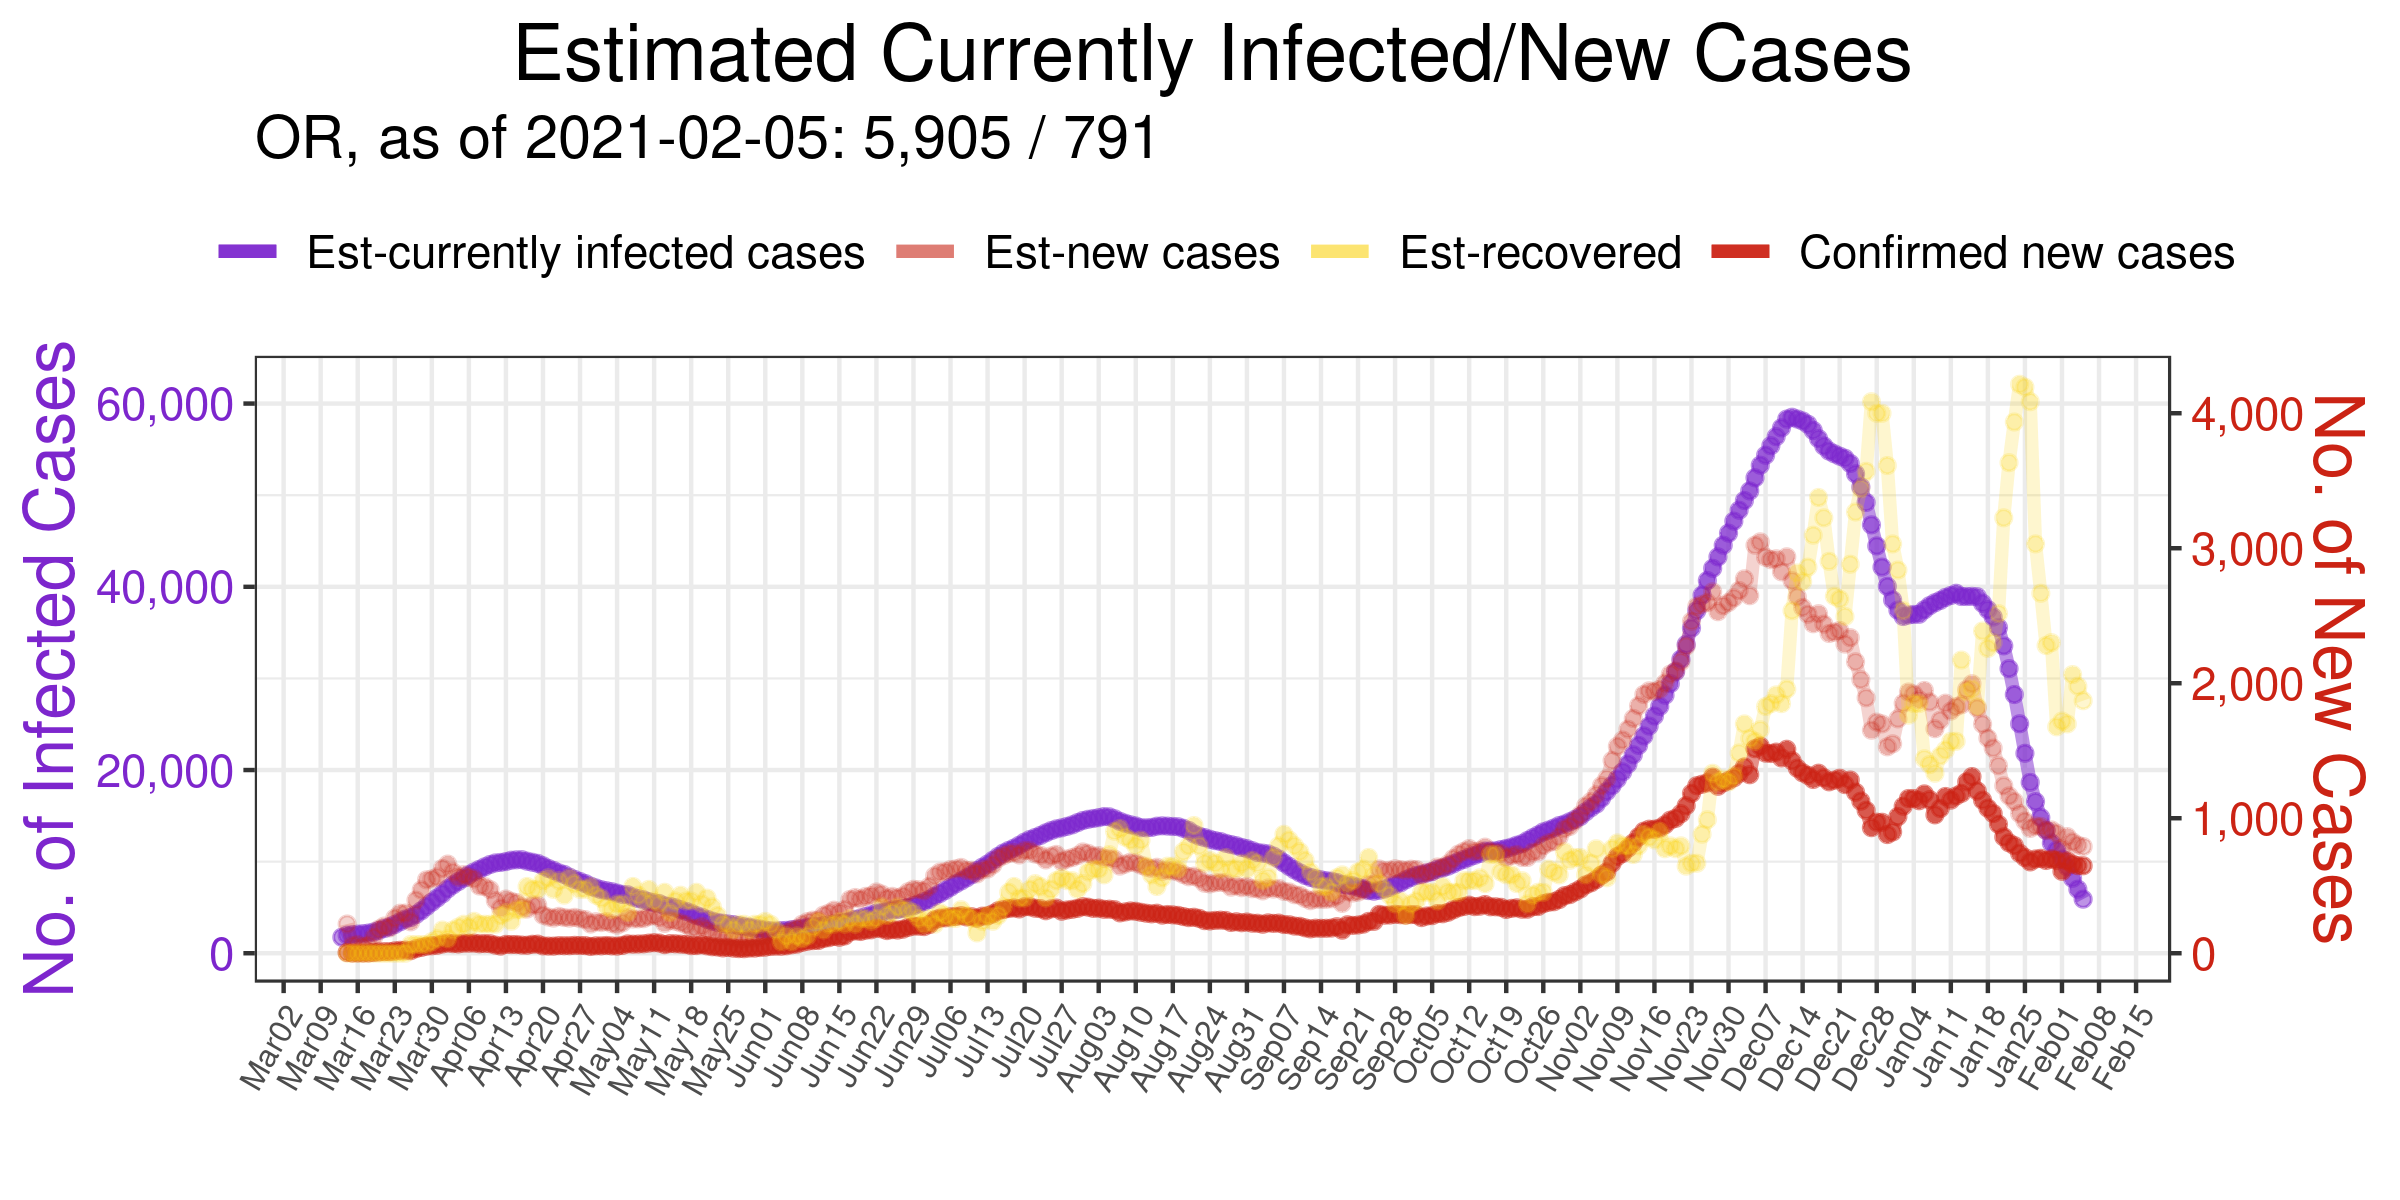 Estimated Currently Infected/New Cases
OR, as of 2021-02-05: 5,905 / 791
Est-currently infected cases
Est-new cases
Est-recovered
Confirmed new cases
No. of Infected Cases
60,000
40,000
20,000
0
4,000
3,000
2,000
1,000
0
No. of New Cases
Mar02
Mar09
Mar16
Mar23
Mar30
Apr06
Apr13
Apr20
Apr27
May04
May11
May18
May25
Jun01
Jun08
Jun15
Jun22
Jun29
Jul06
Jul13
Jul20
Jul27
Aug03
Aug10
Aug17
Aug24
Aug31
Sep07
Sep14
Sep21
Sep28
Oct05
Oct12
Oct19
Oct26
Nov02
Nov09
Nov16
Nov23
Nov30
Dec07
Dec14
Dec21
Dec28
Jan04
Jan11
Jan18
Jan25
Feb01
Feb08
Feb15